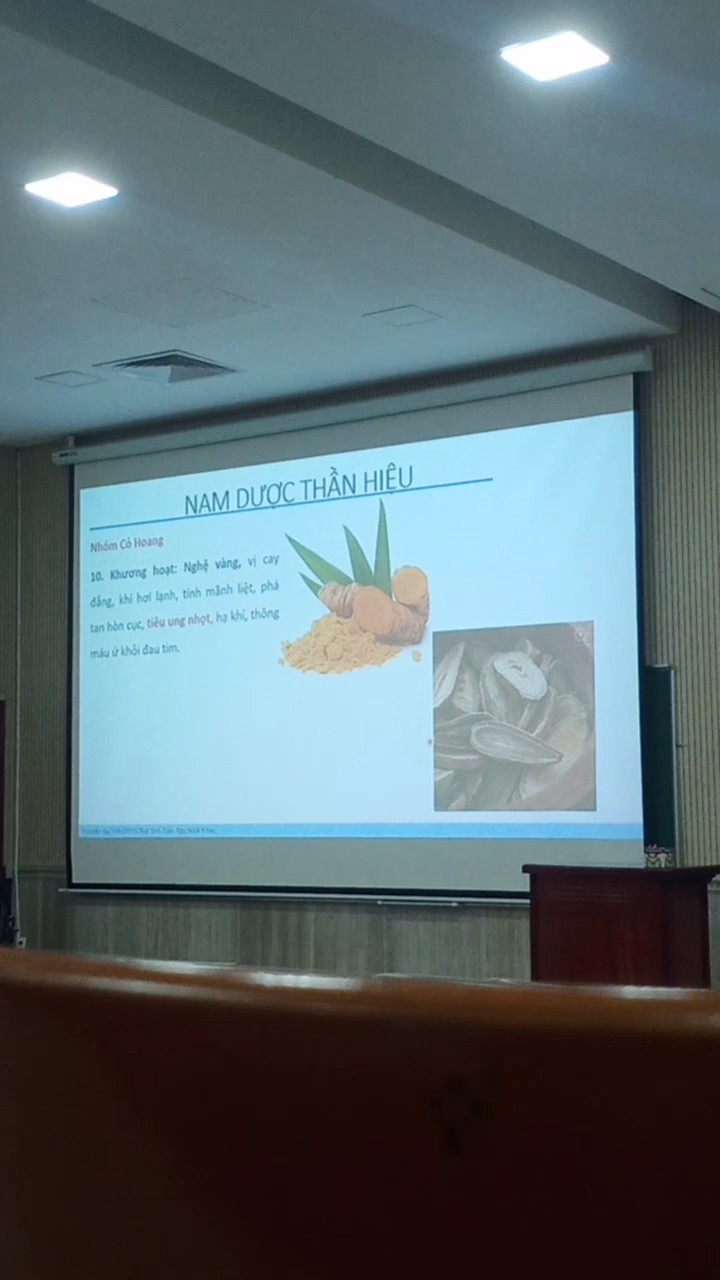 NAM DƯỢC THẦN HIỆU
Nhóm Cỏ Hoang
10. Khương hoạt: Nghệ vàng, vị cay
đắng, khí hơi lạnh, tính mãnh liệt, phá
tan hòn cục, tiêu ung nhọt, hạ khí, thông
máu ứ khỏi đau tim.